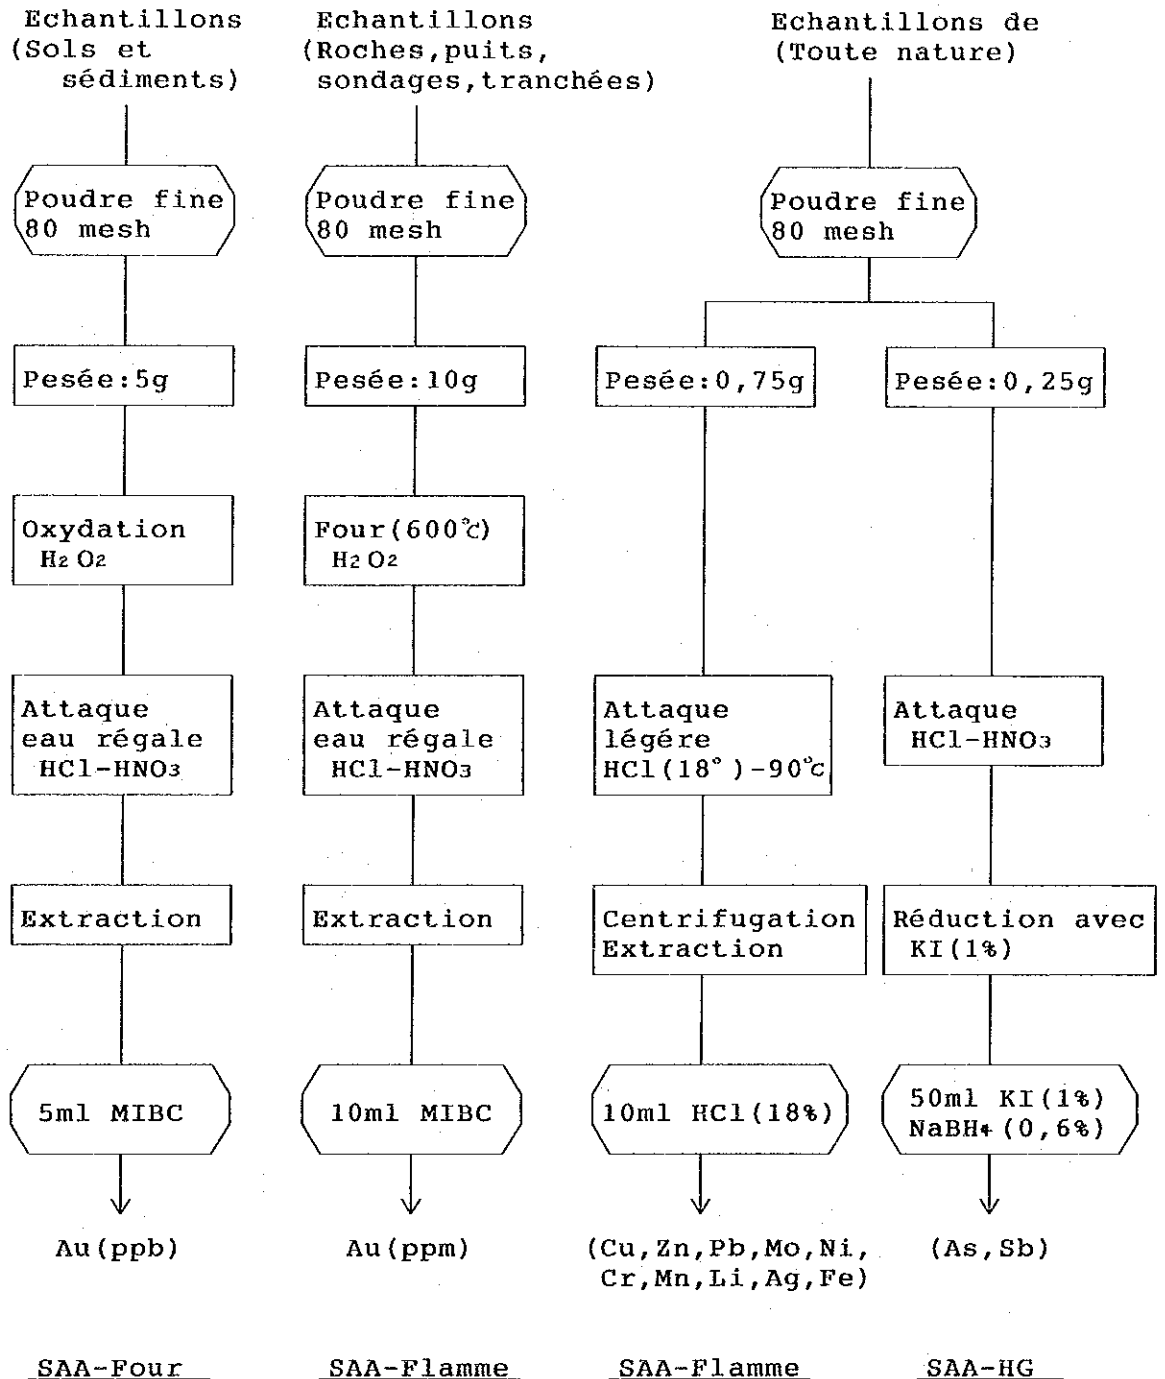 Echantillons
(Sols et
sédiments)
Poudre fine
80 mesh
Pesée:5g
Oxydation
H2O2
Attaque
eau régale
HCl-HNO3
Extraction
5ml MIBC
Au(ppb)
SAA-Four
Echantillons
(Roches,puits,
sondages,tranchées)
Poudre fine
80 mesh
Pesée:10g
Four(600°C)
H2O2
Attaque
eau régale
HCl-HNO3
Extraction
10ml MIBC
Au(ppm)
SAA-Flamme
Echantillons de
(Toute nature)
Poudre fine
80 mesh
Pesée:0,75g
Attaque
légére
HCl(18°)-90°C
Centrifugation
Extraction
10ml HCl(18%)
(Cu,Zn,Pb,Mo,Ni,
Cr,Mn,Li,Ag,Fe)
SAA-Flamme
Pesée:0,25g
Attaque
HCl-HNO3
Réduction avec
KI(1%)
50ml KI(1%)
NaBH4(0,6%)
(As,Sb)
SAA-HG